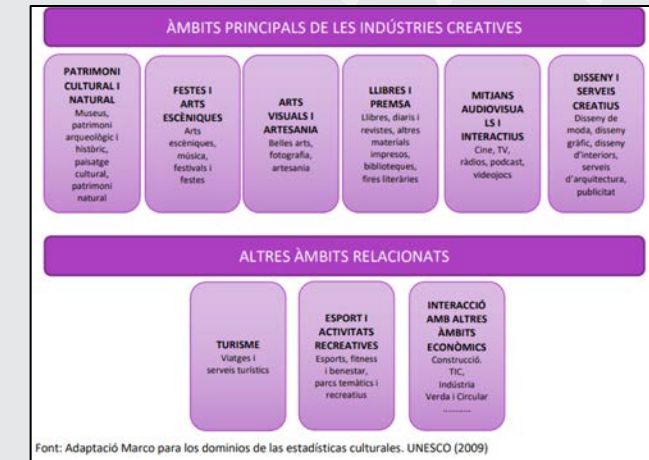 ÀMBITS PRINCIPALS DE LES INDÚSTRIES CREATIVES
PATRIMONI
CULTURAL I
NATURAL
Museus,
patrimoni
arqueològic i
històric,
paisatge
cultural,
patrimoni
natural
FESTES I
ARTS
ESCÈNIQUES
Arts
escèniques,
música,
festivals i
festes
ARTS
VISUALS I
ARTESANIA
Belles arts,
fotografia,
artesania
LLIBRES I
PREMSA
Llibres, diaris i
revistes, altres
materials
impresos,
biblioteques,
fires literàries
MITJANS
AUDIOVISUA
LS I
INTERACTIUS
Cine, TV,
ràdios, podcast,
videojocs
DISSENY I
SERVEIS
CREATIUS
Disseny de
moda, disseny
gràfic, disseny
d'interiors,
serveis
d'arquitectura,
publicitat
ALTRES ÀMBITS RELACIONATS
TURISME
Viatges i
serveis turístics
ESPORT I
ACTIVITATS
RECREATIVES
Esports, fitness
i benestar,
parcs temàtics i
recreatius
INTERACCIÓ
AMB ALTRES
ÀMBITS
ECONÒMICS
Construcció.
TIC,
Indústria
Verda i Circular
..........
Font: Adaptació Marco para los dominios de las estadísticas culturales. UNESCO (2009)